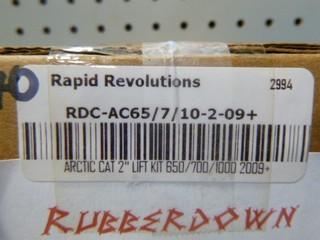 Rapid Revolutions 2994
RDC-AC65/7/10-2-09+
ARCTIC CAT 2" LIFT KIT 650/700/1000 2009+
RUBBERDOWN